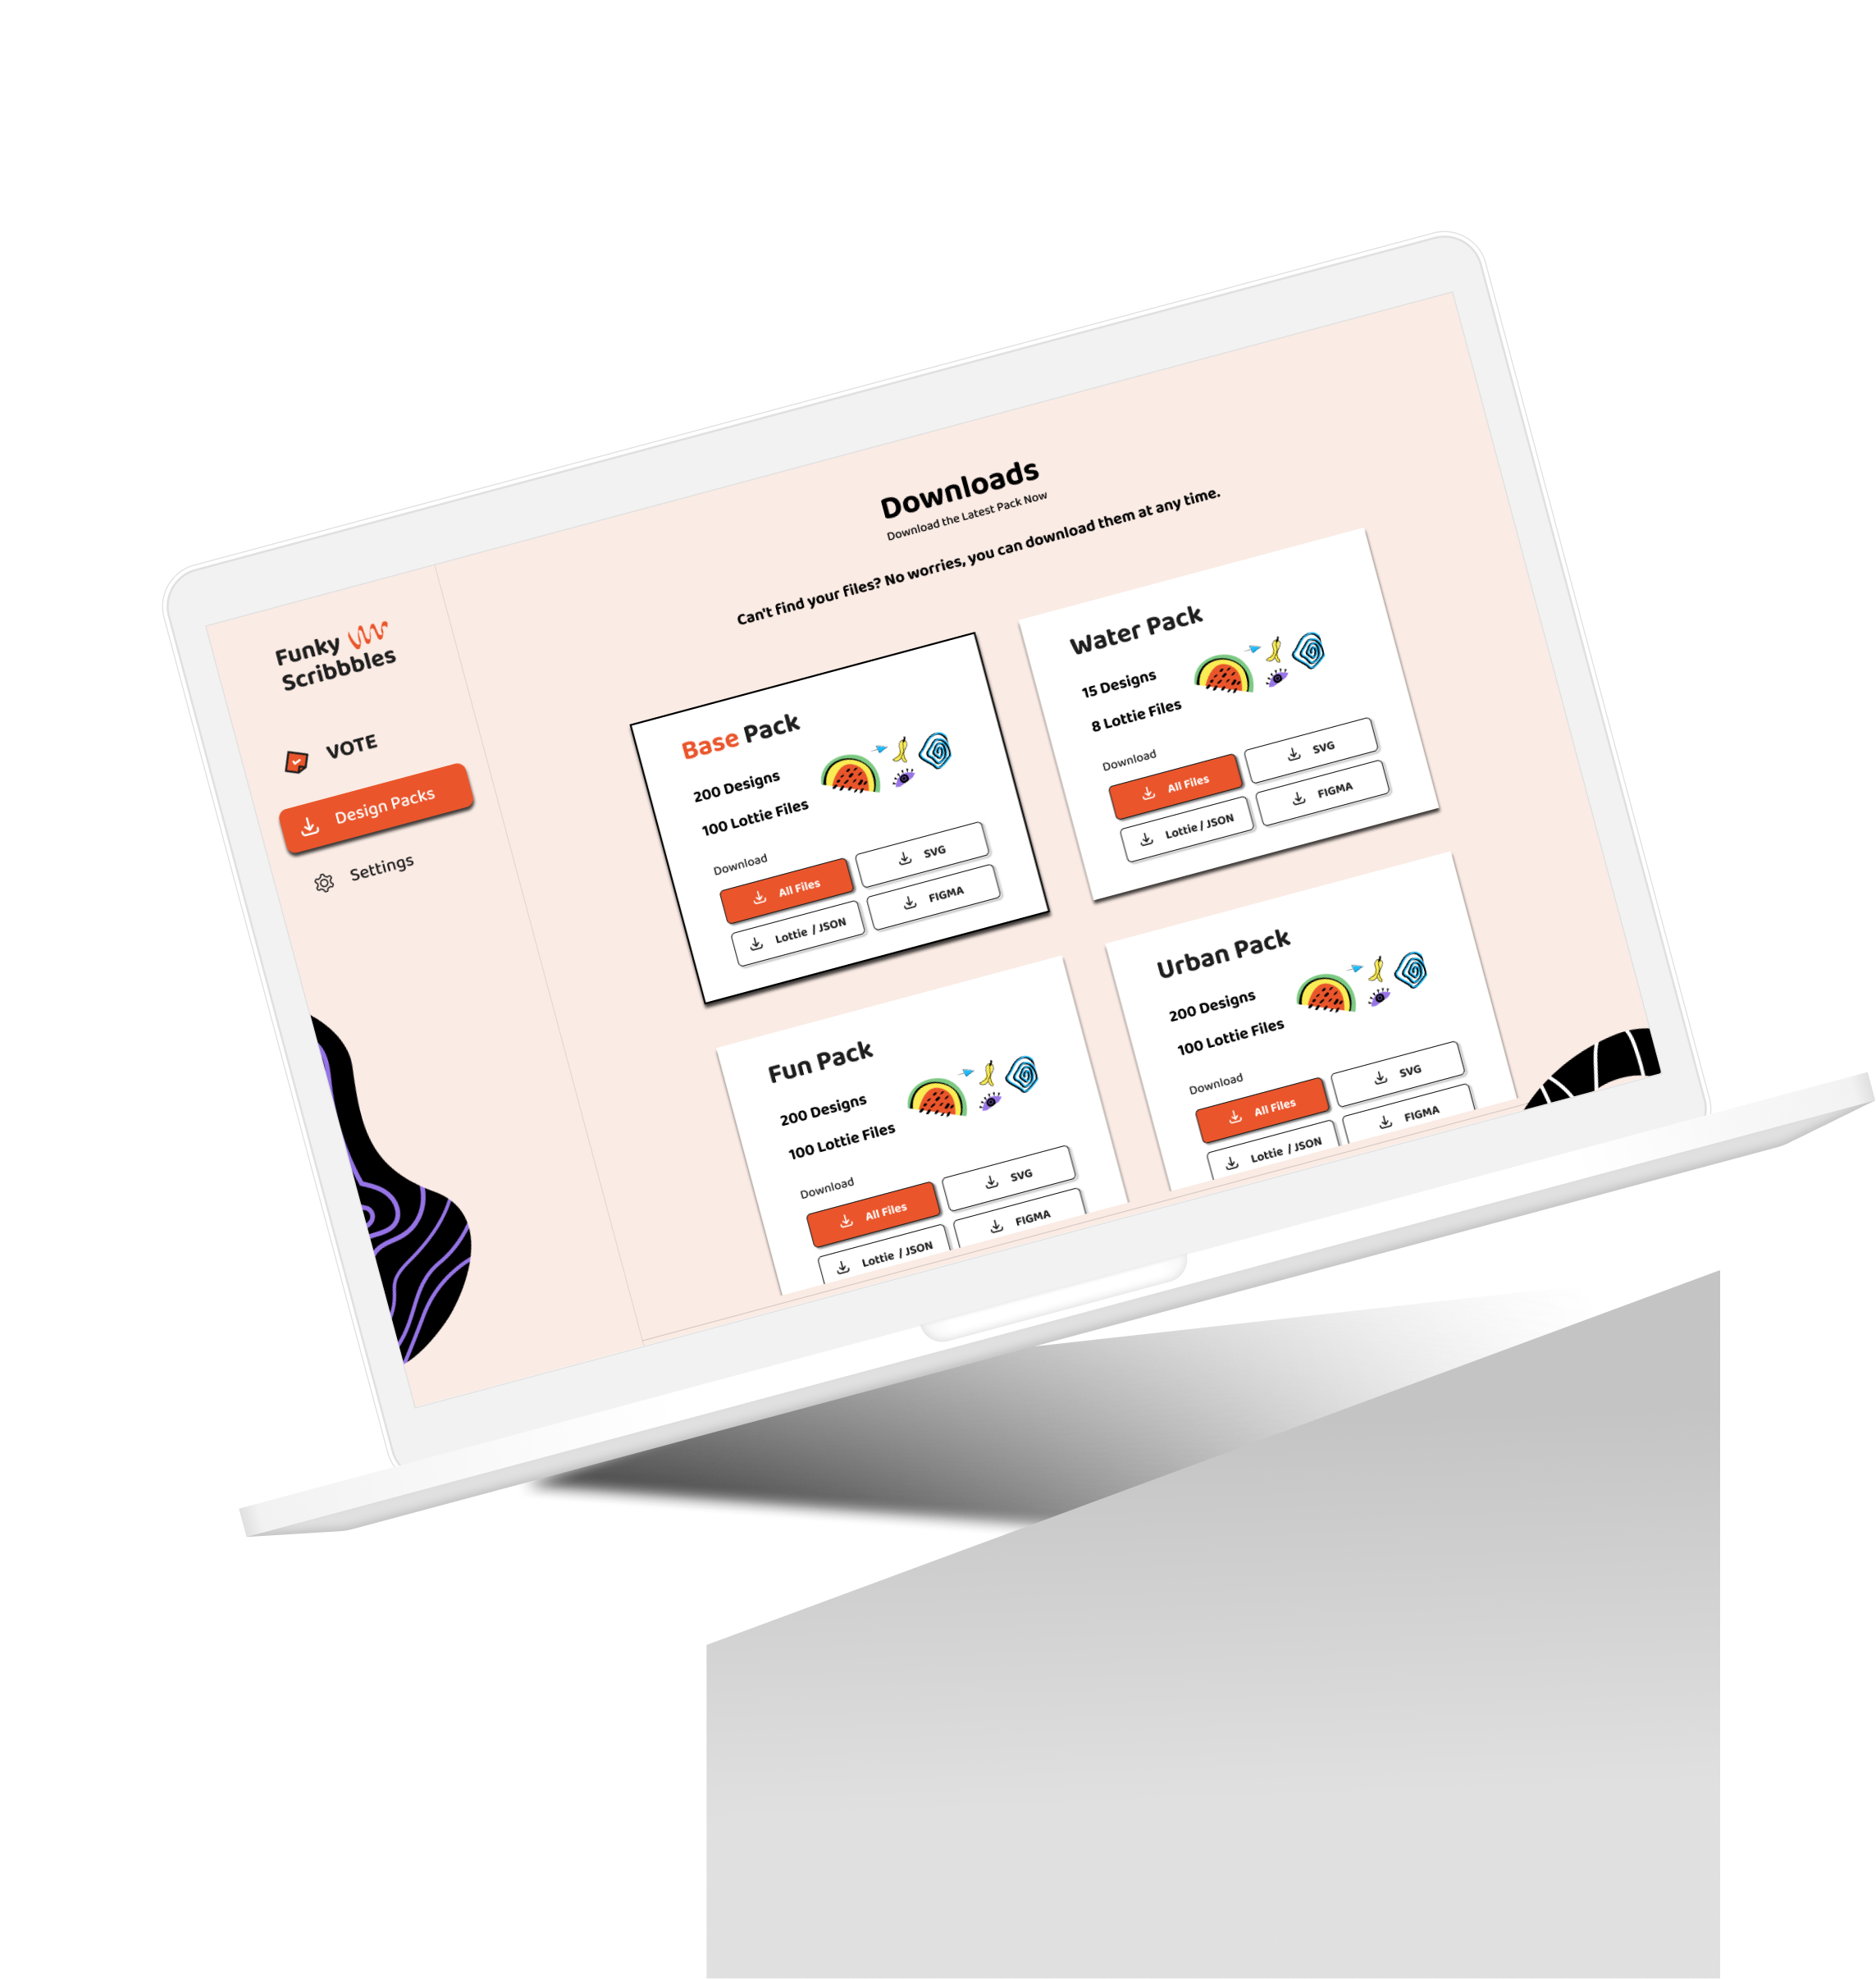 Funky
Scribbbles
VOTE
Design Packs
Settings
Downloads
Download the Latest Pack Now
Can't find your files? No worries, you can download them at any time.
Base Pack
200 Designs
100 Lottie Files
Download
All Files
SVG
Lottie / JSON
FIGMA
Water Pack
15 Designs
8 Lottie Files
Download
All Files
SVG
Lottie / JSON
FIGMA
Fun Pack
200 Designs
100 Lottie Files
Download
All Files
SVG
Lottie / JSON
FIGMA
Urban Pack
200 Designs
100 Lottie Files
Download
All Files
SVG
Lottie / JSON
FIGMA